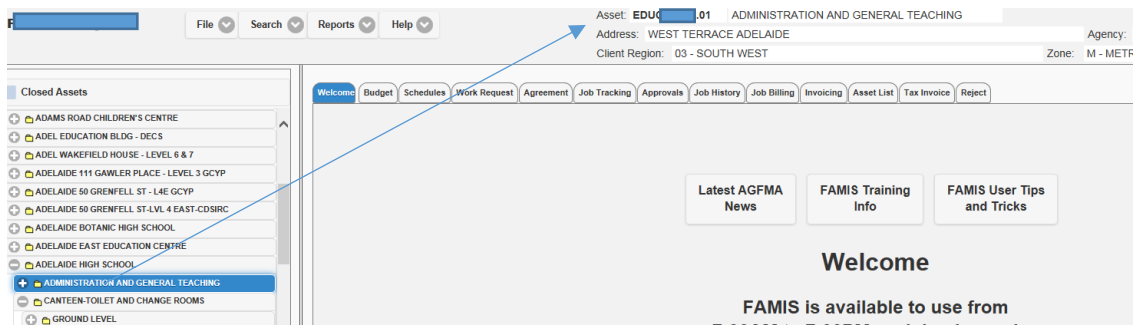 File Search Reports Help
Asset: EDUC .01 ADMINISTRATION AND GENERAL TEACHING
Address: WEST TERRACE ADELAIDE Agency:
Client Region: 03 - SOUTH WEST Zone: M - METR
Closed Assets
Welcome Budget Schedules Work Request Agreement Job Tracking Approvals Job History Job Billing Invoicing Asset List Tax Invoice Reject
ADAMS ROAD CHILDREN'S CENTRE
ADEL EDUCATION BLDG - DECS
ADEL WAKEFIELD HOUSE - LEVEL 6 & 7
ADELAIDE 111 GAWLER PLACE - LEVEL 3 GCYP
ADELAIDE 50 GRENFELL ST - L4E GCYP
ADELAIDE 50 GRENFELL ST-LVL 4 EAST-CDSIRC
ADELAIDE BOTANIC HIGH SCHOOL
ADELAIDE EAST EDUCATION CENTRE
ADELAIDE HIGH SCHOOL
ADMINISTRATION AND GENERAL TEACHING
CANTEEN-TOILET AND CHANGE ROOMS
GROUND LEVEL
Latest AGFMA
News
FAMIS Training
Info
FAMIS User Tips
and Tricks
Welcome
FAMIS is available to use from